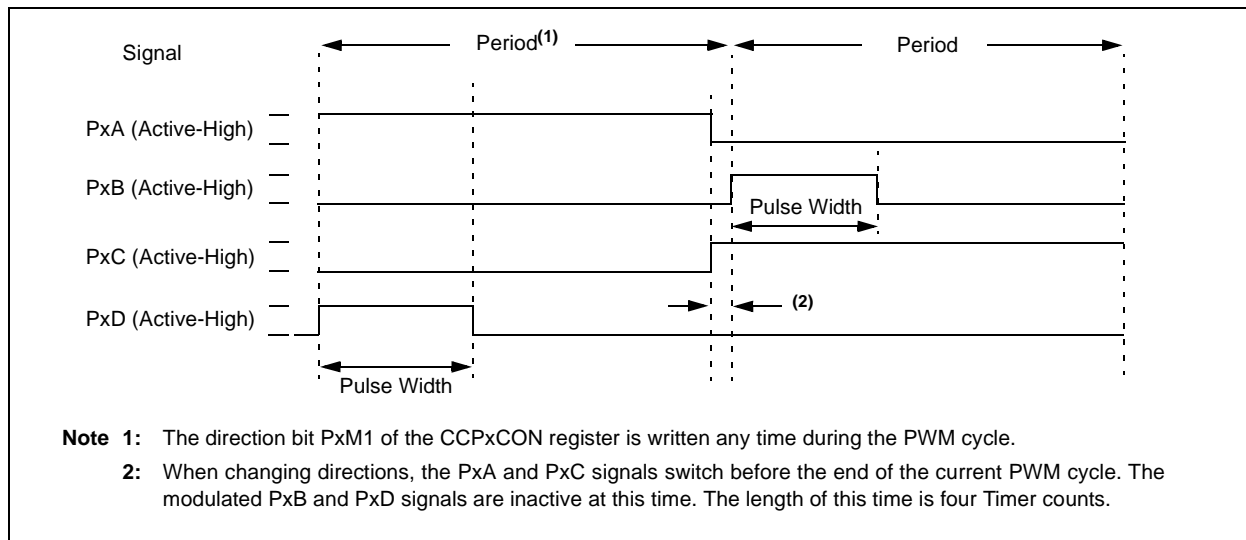 Signal
Period(1)
Period
PxA (Active-High)
PxB (Active-High)
Pulse Width
PxC (Active-High)
(2)
PxD (Active-High)
Pulse Width
Note 1: The direction bit PxM1 of the CCPxCON register is written any time during the PWM cycle.
2: When changing directions, the PxA and PxC signals switch before the end of the current PWM cycle. The
modulated PxB and PxD signals are inactive at this time. The length of this time is four Timer counts.